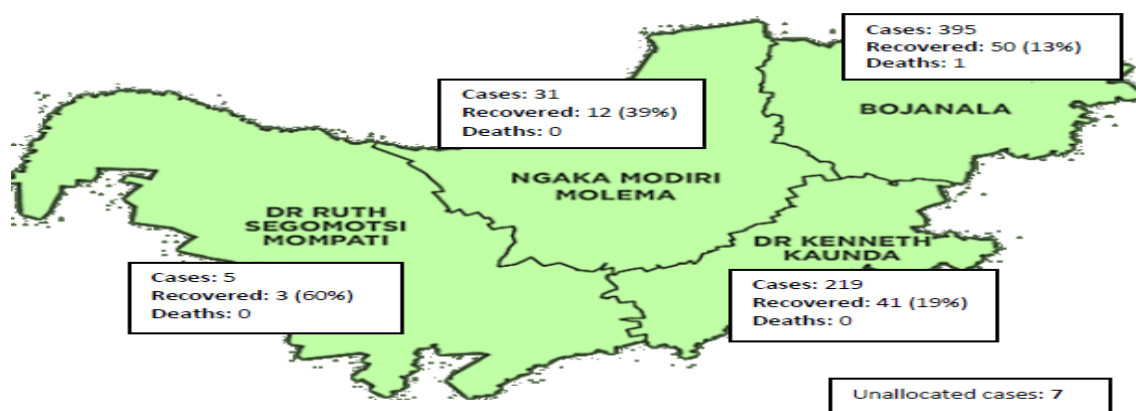 Cases: 395
Recovered: 50 (13%)
Deaths: 1
BOJANALA
Cases: 31
Recovered: 12 (39%)
Deaths: 0
NGAKA MODIRI
MOLEMA
DR RUTH
SEGOMOTSI
MOMPATI
Cases: 5
Recovered: 3 (60%)
Deaths: 0
DR KENNETH
KAUNDA
Cases: 219
Recovered: 41 (19%)
Deaths: 0
Unallocated cases: 7